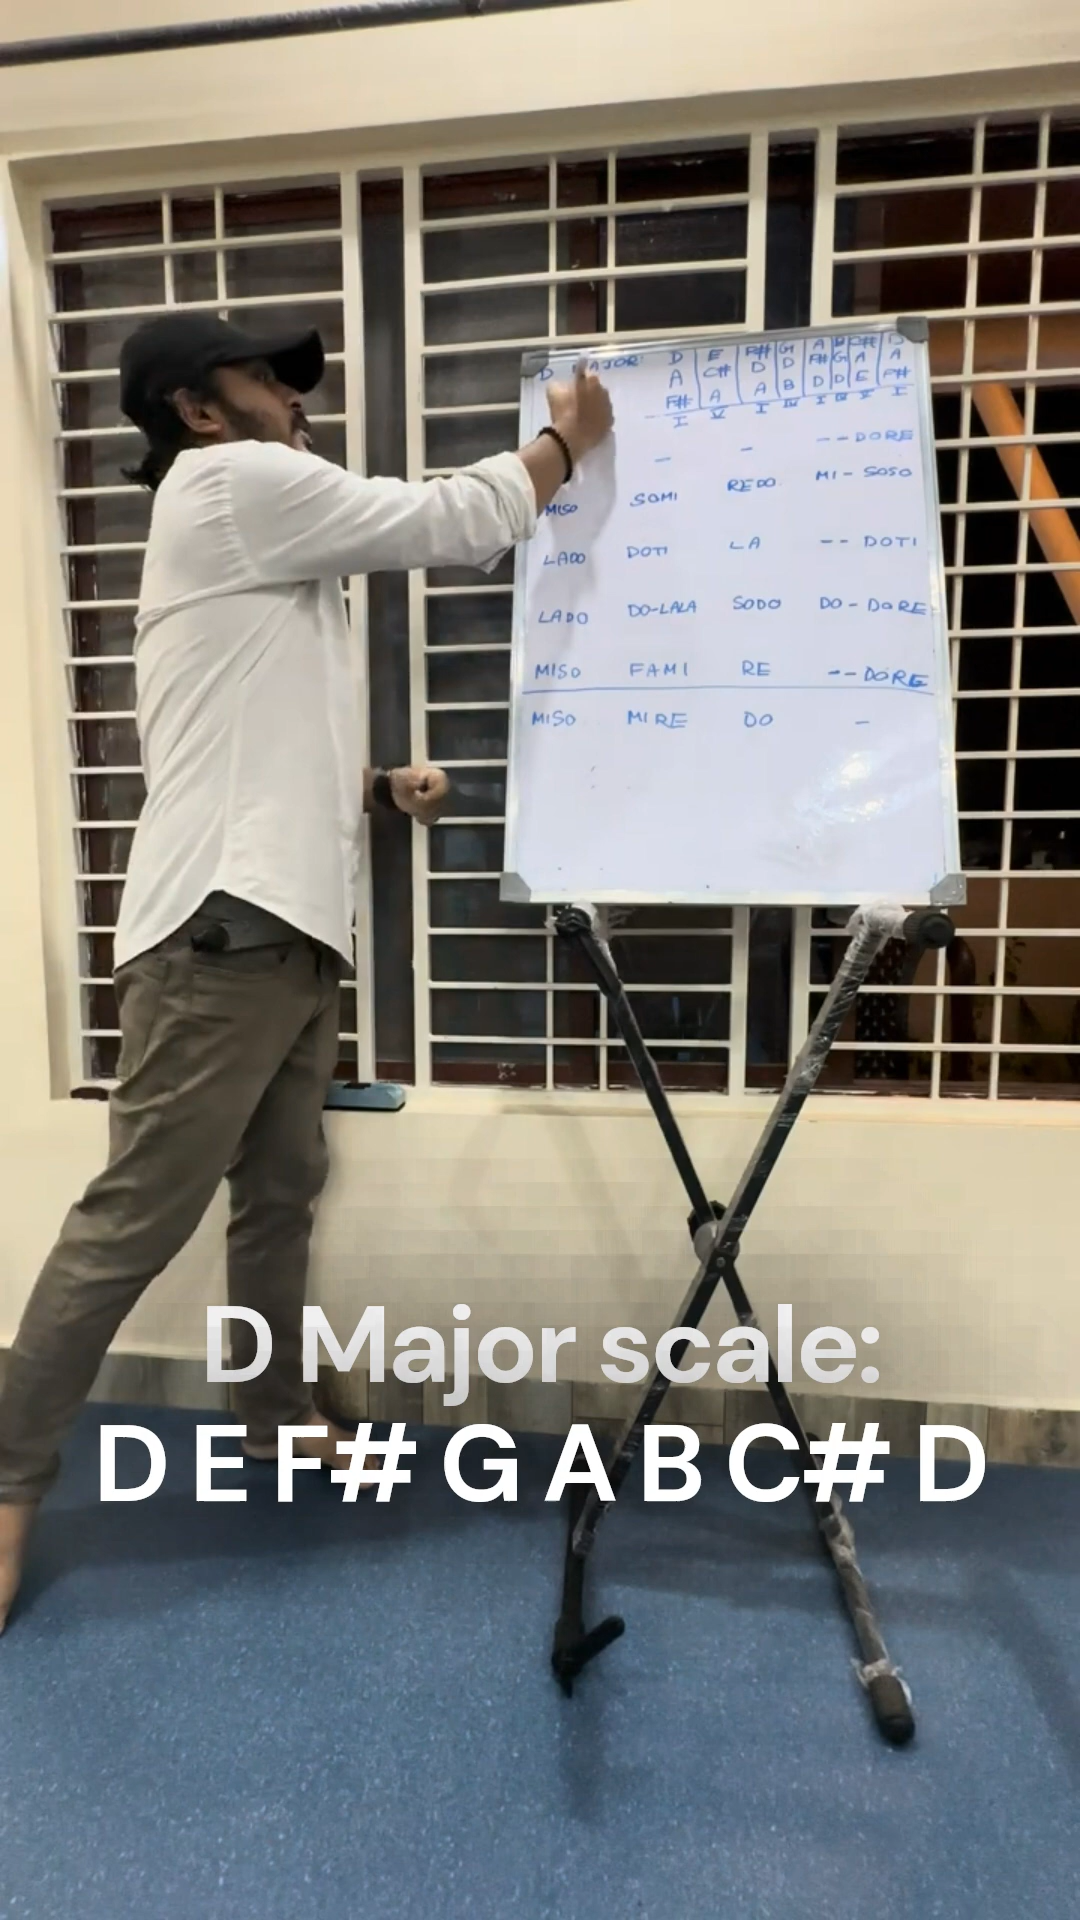 D MAJOR: D E F# G A B C# D
A C# D D F# G A A
F# A A B D D E F#
I V I IV I IV V I
- - -- DORE
MISO SOMI REDO MI - SOSO
LADO DOTI LA -- DOTI
LADO DO-LALA SODO DO - DORE
MISO FAMI RE -- DORE
MISO MIRE DO -
D Major scale:
D E F# G A B C# D